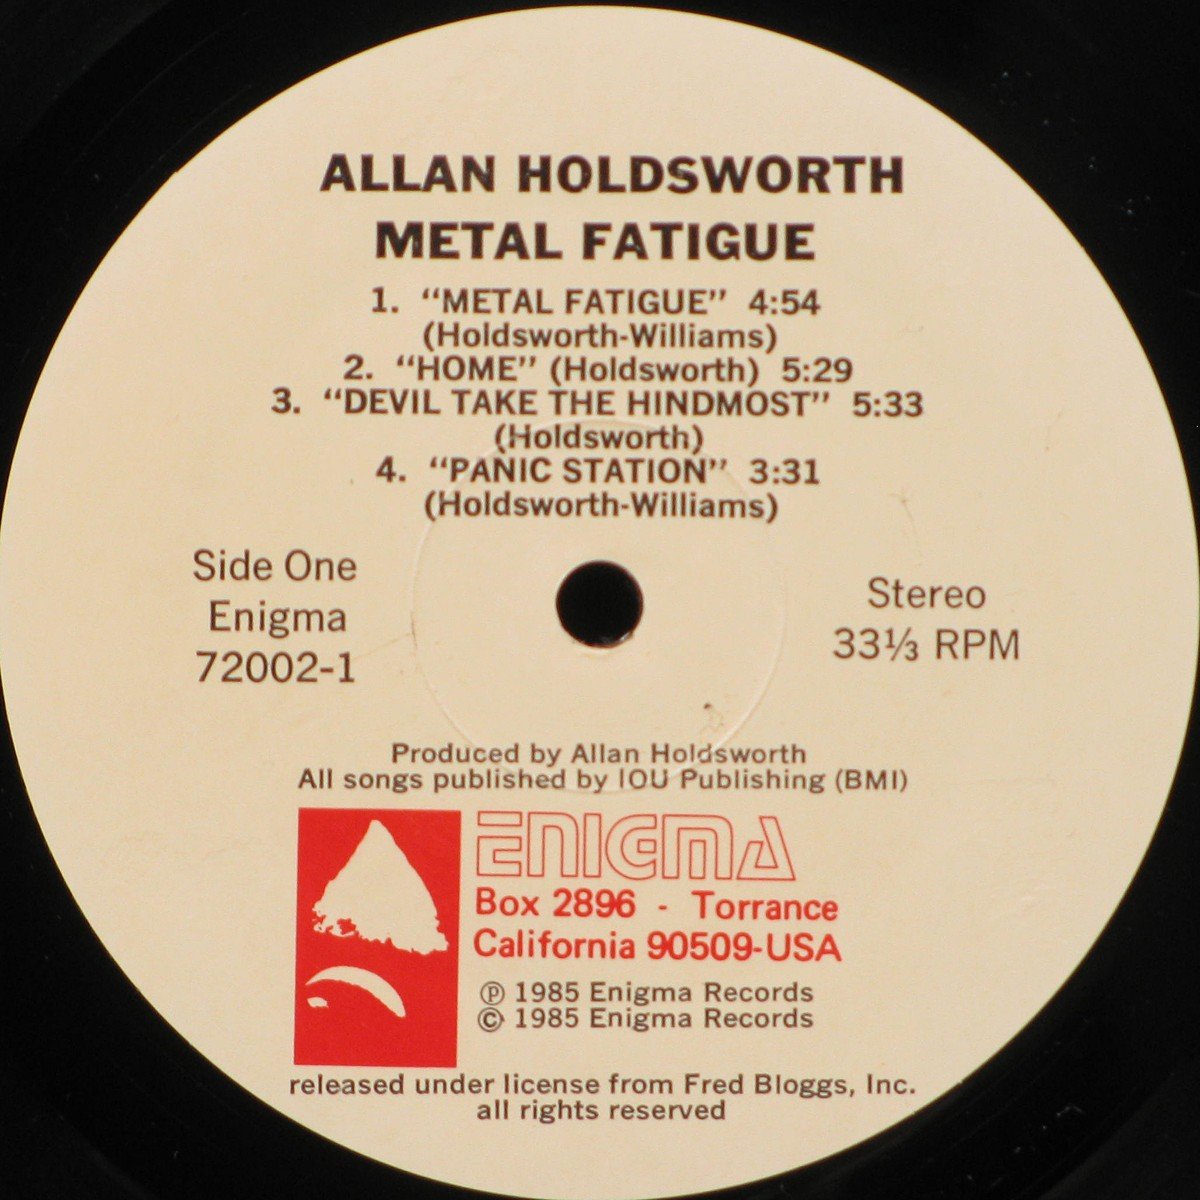 ALLAN HOLDSWORTH
METAL FATIGUE
1. “METAL FATIGUE” 4:54
(Holdsworth-Williams)
2. “HOME” (Holdsworth) 5:29
3. “DEVIL TAKE THE HINDMOST” 5:33
(Holdsworth)
4. “PANIC STATION” 3:31
(Holdsworth-Williams)
Side One
Enigma
72002-1
Stereo
33⅓ RPM
Produced by Allan Holdsworth
All songs published by IOU Publishing (BMI)
ENIGMA
Box 2896 - Torrance
California 90509-USA
℗ 1985 Enigma Records
© 1985 Enigma Records
released under license from Fred Bloggs, Inc.
all rights reserved